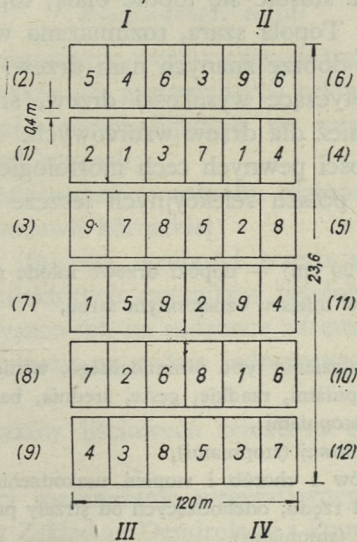 I II
(2) 5 4 6 3 9 6 (6)
0,4 m
(1) 2 1 3 7 1 4 (4)
(3) 9 7 8 5 2 8 (5)
23,6
(7) 1 5 9 2 9 4 (11)
(8) 7 2 6 8 1 6 (10)
(9) 4 3 8 5 3 7 (12)
120 m
III IV